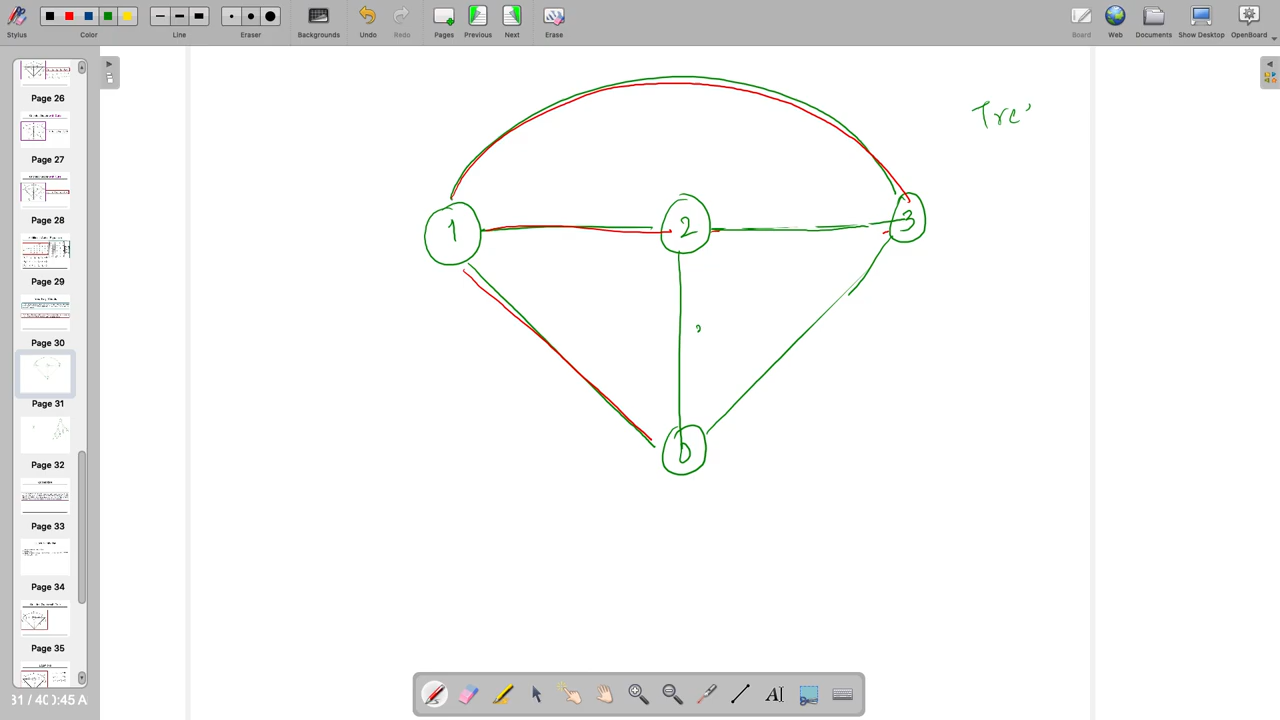 Stylus
Color
Line
Eraser
Backgrounds
Undo
Redo
Pages
Previous
Next
Erase
Board
Web
Documents
Show Desktop
OpenBoard
Page 26
Page 27
Page 28
Page 29
Page 30
Page 31
Page 32
Page 33
Page 34
Page 35
Tre
1
2
3
0